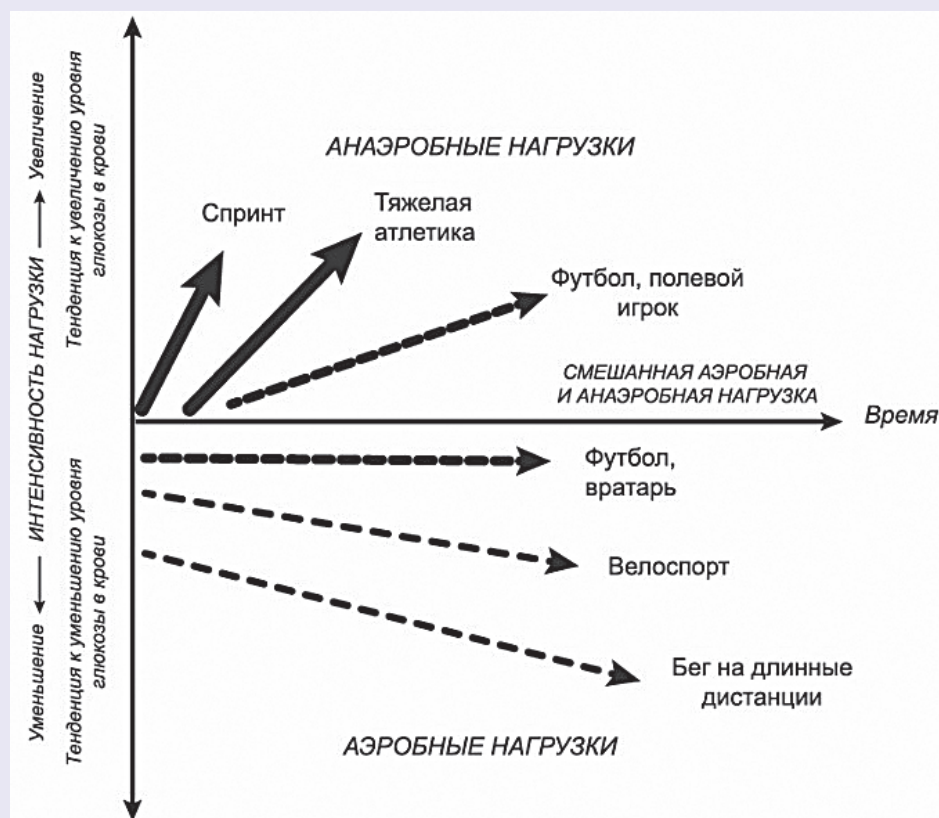 Уменьшение ИНТЕНСИВНОСТЬ НАГРУЗКИ Увеличение
Тенденция к увеличению уровня
глюкозы в крови
Тенденция к уменьшению уровня
глюкозы в крови
АНАЭРОБНЫЕ НАГРУЗКИ
Спринт
Тяжелая
атлетика
Футбол, полевой
игрок
СМЕШАННАЯ АЭРОБНАЯ
И АНАЭРОБНАЯ НАГРУЗКА
Время
Футбол,
вратарь
Велоспорт
Бег на длинные
дистанции
АЭРОБНЫЕ НАГРУЗКИ